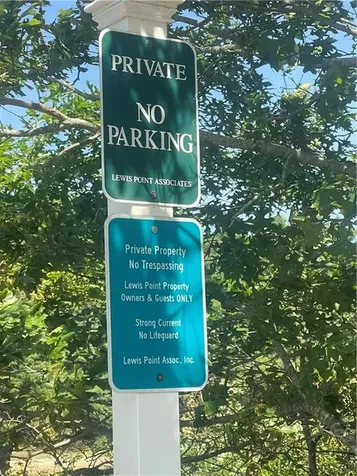 PRIVATE
NO
PARKING
LEWIS POINT ASSOCIATES
Private Property
No Trespassing
Lewis Point Property
Owners & Guests ONLY
Strong Current
No Lifeguard
Lewis Point Assoc., Inc.